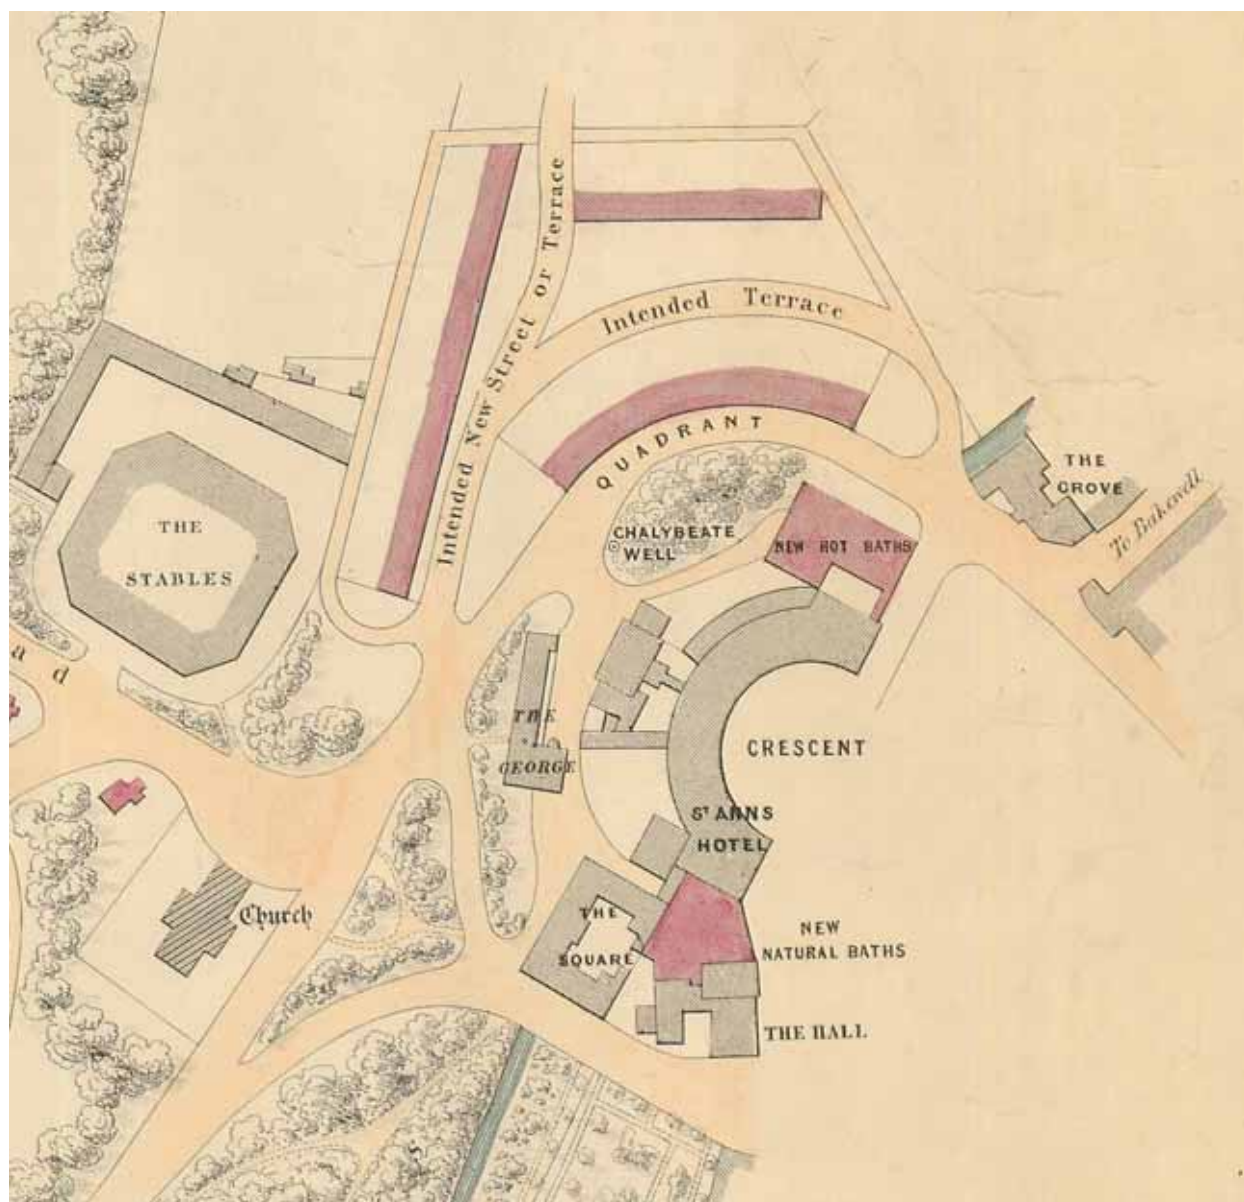 Intended New Street or Terrace
Intended Terrace
QUADRANT
THE
GROVE
To Bakewell
CHALYBEATE
WELL
NEW HOT BATHS
THE
STABLES
ad
THE
GEORGE
CRESCENT
ST ANNS
HOTEL
Church
THE
SQUARE
NEW
NATURAL BATHS
THE HALL